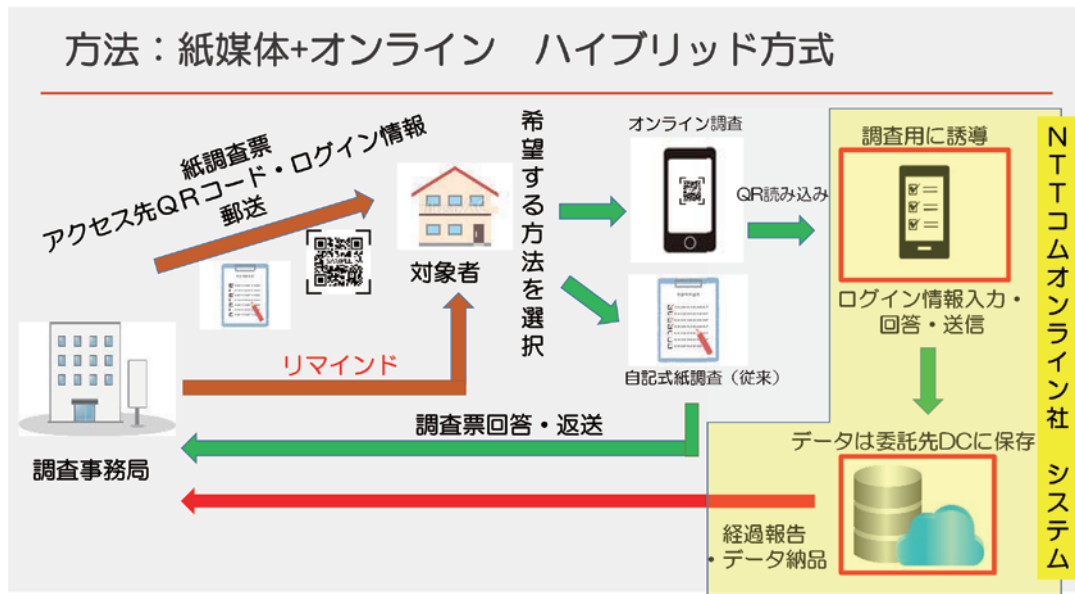 方法：紙媒体+オンライン　ハイブリッド方式
紙調査票
アクセス先QRコード・ログイン情報
郵送
SAMPLE
対象者
リマインド
調査事務局
希望する方法を選択
オンライン調査
QR読み込み
自記式紙調査（従来）
調査票回答・返送
調査用に誘導
ログイン情報入力・
回答・送信
データは委託先DCに保存
経過報告
・データ納品
NTTコムオンライン社　システム